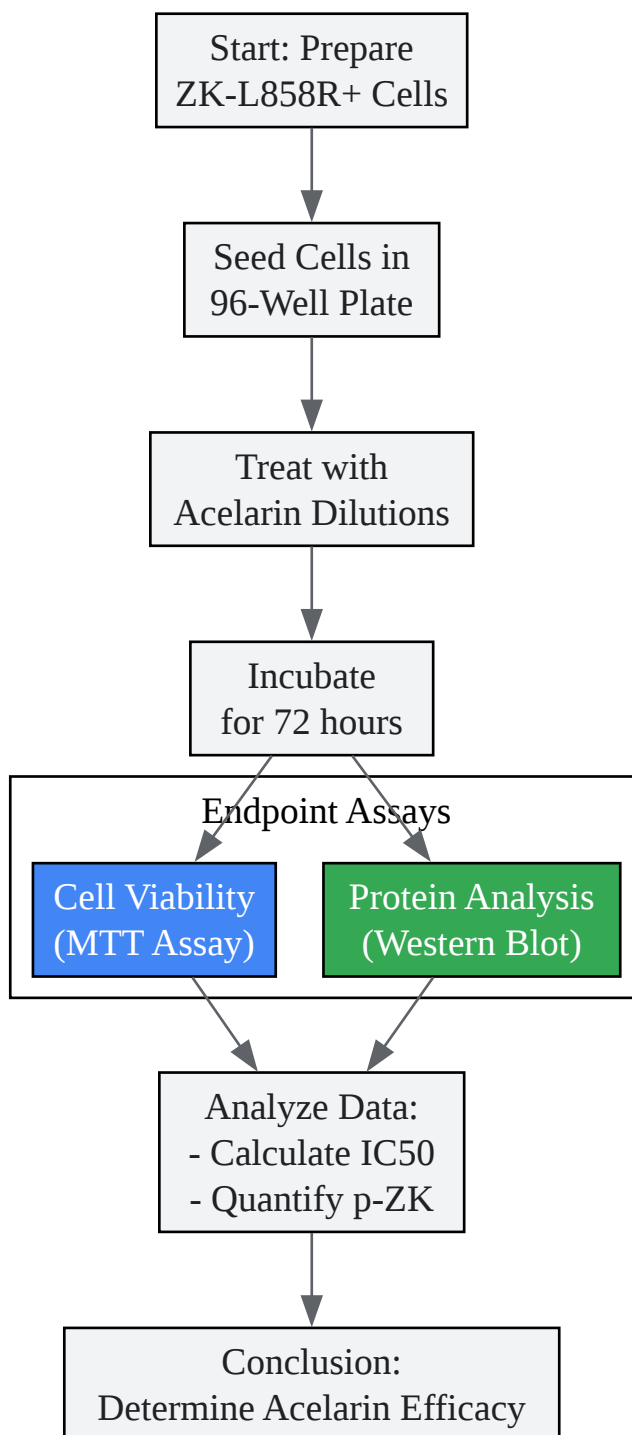 Start: Prepare
ZK-L858R+ Cells
Seed Cells in
96-Well Plate
Treat with
Acelarin Dilutions
Incubate
for 72 hours
Endpoint Assays
Cell Viability
(MTT Assay)
Protein Analysis
(Western Blot)
Analyze Data:
- Calculate IC50
- Quantify p-ZK
Conclusion:
Determine Acelarin Efficacy